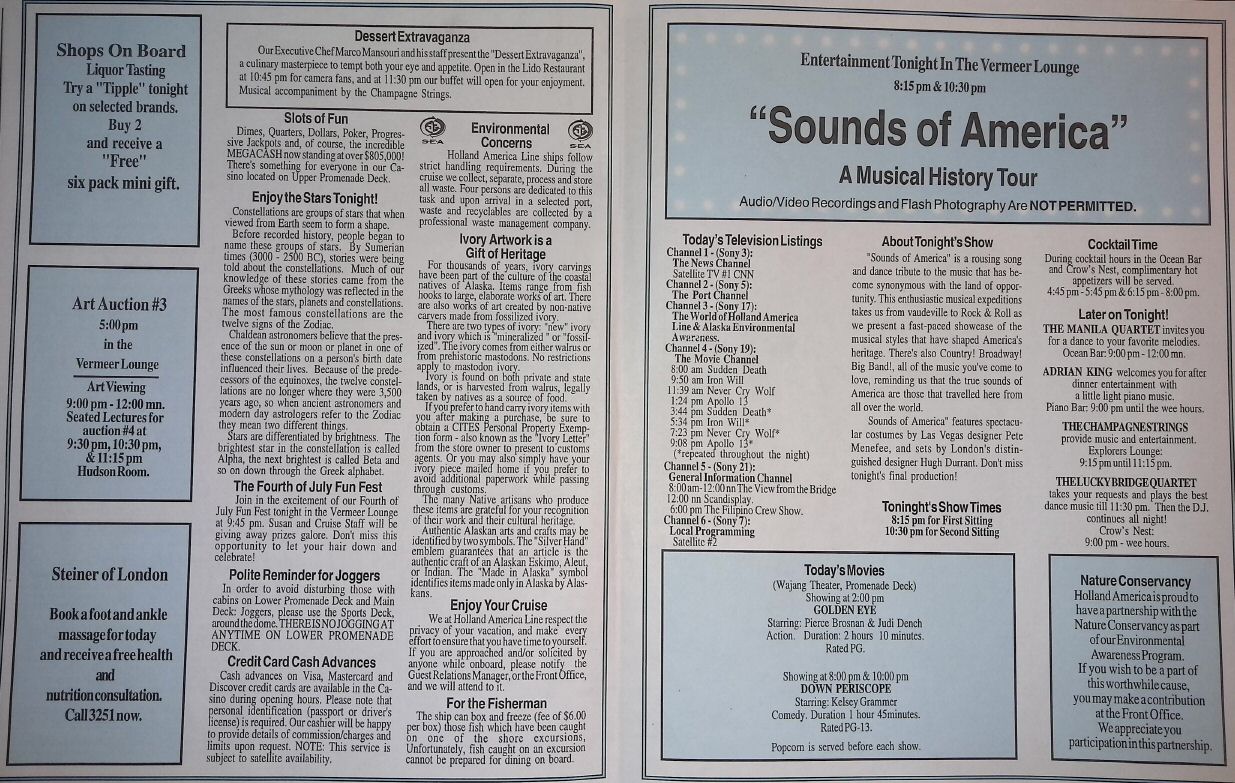 Shops On Board
Liquor Tasting
Try a "Tipple" tonight
on selected brands.
Buy 2
and receive a
"Free"
six pack mini gift.
Art Auction #3
5:00pm
in the
Vermeer Lounge
Art Viewing
9:00 pm - 12:00 mn.
Seated Lectures for
auction #4 at
9:30 pm, 10:30 pm,
& 11:15 pm
Hudson Room.
Steiner of London
Book a foot and ankle
massage for today
and receive a free health
and
nutrition consultation.
Call 3251 now.
Dessert Extravaganza
Our Executive Chef Marco Mansouri and his staff present the "Dessert Extravaganza",
a culinary masterpiece to tempt both your eye and appetite. Open in the Lido Restaurant
at 10:45 pm for camera fans, and at 11:30 pm our buffet will open for your enjoyment.
Musical accompaniment by the Champagne Strings.
Slots of Fun
Dimes, Quarters, Dollars, Poker, Progres-
sive Jackpots and, of course, the incredible
MEGACASH now standing at over $805,000!
There's something for everyone in our Ca-
sino located on Upper Promenade Deck.
Enjoy the Stars Tonight!
Constellations are groups of stars that when
viewed from Earth seem to form a shape.
Before recorded history, people began to
name these groups of stars. By Sumerian
times (3000 - 2500 BC), stories were being
told about the constellations. Much of our
knowledge of these stories came from the
Greeks whose mythology was reflected in the
names of the stars, planets and constellations.
The most famous constellations are the
twelve signs of the Zodiac.
Chaldean astronomers believe that the pres-
ence of the sun or moon or planet in one of
these constellations on a person's birth date
influenced their lives. Because of the prede-
cessors of the equinoxes, the twelve constel-
lations are no longer where they were 3,500
years ago, so when ancient astronomers and
modern day astrologers refer to the Zodiac
they mean two different things.
Stars are differentiated by brightness. The
brightest star in the constellation is called
Alpha, the next brightest is called Beta and
so on down through the Greek alphabet.
The Fourth of July Fun Fest
Join in the excitement of our Fourth of
July Fun Fest tonight in the Vermeer Lounge
at 9:45 pm. Susan and Cruise Staff will be
giving away prizes galore. Don't miss this
opportunity to let your hair down and
celebrate!
Polite Reminder for Joggers
In order to avoid disturbing those with
cabins on Lower Promenade Deck and Main
Deck: Joggers, please use the Sports Deck,
around the dome. THERE IS NO JOGGING AT
ANYTIME ON LOWER PROMENADE
DECK.
Credit Card Cash Advances
Cash advances on Visa, Mastercard and
Discover credit cards are available in the Ca-
sino during opening hours. Please note that
personal identification (passport or driver's
license) is required. Our cashier will be happy
to provide details of commission/charges and
limits upon request. NOTE: This service is
subject to satellite availability.
SEA
SEA
Environmental
Concerns
Holland America Line ships follow
strict handling requirements. During the
cruise we collect, separate, process and store
all waste. Four persons are dedicated to this
task and upon arrival in a selected port,
waste and recyclables are collected by a
professional waste management company.
Ivory Artwork is a
Gift of Heritage
For thousands of years, ivory carvings
have been part of the culture of the coastal
natives of Alaska. Items range from fish
hooks to large, elaborate works of art. There
are also works of art created by non-native
carvers made from fossilized ivory.
There are two types of ivory: "new" ivory
and ivory which is "mineralized" or "fossil-
ized". The ivory comes from either walrus or
from prehistoric mastodons. No restrictions
apply to mastodon ivory.
Ivory is found on both private and state
lands, or is harvested from walrus, legally
taken by natives as a source of food.
If you prefer to hand carry ivory items with
you after making a purchase, be sure to
obtain a CITES Personal Property Exemp-
tion form - also known as the "Ivory Letter"
from the store owner to present to customs
agents. Or you may also simply have your
ivory piece mailed home if you prefer to
avoid additional paperwork while passing
through customs.
The many Native artisans who produce
these items are grateful for your recognition
of their work and their cultural heritage.
Authentic Alaskan arts and crafts may be
identified by two symbols. The "Silver Hand"
emblem guarantees that an article is the
authentic craft of an Alaskan Eskimo, Aleut,
or Indian. The "Made in Alaska" symbol
identifies items made only in Alaska by Alas-
kans.
Enjoy Your Cruise
We at Holland America Line respect the
privacy of your vacation, and make every
effort to ensure that you have time to yourself.
If you are approached and/or solicited by
anyone while onboard, please notify the
Guest Relations Manager, or the Front Office,
and we will attend to it.
For the Fisherman
The ship can box and freeze (fee of $6.00
per box) those fish which have been caught
on one of the shore excursions,
Unfortunately, fish caught on an excursion
cannot be prepared for dining on board.
Entertainment Tonight In The Vermeer Lounge
8:15 pm & 10:30 pm
"Sounds of America"
A Musical History Tour
Audio/Video Recordings and Flash Photography Are NOT PERMITTED.
Today's Television Listings
Channel 1 - (Sony 3):
The News Channel
Satellite TV #1 CNN
Channel 2 - (Sony 5):
The Port Channel
Channel 3 - (Sony 17):
The World of Holland America
Line & Alaska Environmental
Awareness.
Channel 4 - (Sony 19):
The Movie Channel
8:00 am Sudden Death
9:50 am Iron Will
11:39 am Never Cry Wolf
1:24 pm Apollo 13
3:44 pm Sudden Death*
5:34 pm Iron Will*
7:23 pm Never Cry Wolf*
9:08 pm Apollo 13*
(*repeated throughout the night)
Channel 5 - (Sony 21):
General Information Channel
8:00 am-12:00 nn The View from the Bridge
12:00 nn Scandisplay.
6:00 pm The Filipino Crew Show.
Channel 6 - (Sony 7):
Local Programming
Satellite #2
About Tonight's Show
"Sounds of America" is a rousing song
and dance tribute to the music that has be-
come synonymous with the land of oppor-
tunity. This enthusiastic musical expeditions
takes us from vaudeville to Rock & Roll as
we present a fast-paced showcase of the
musical styles that have shaped America's
heritage. There's also Country! Broadway!
Big Band!, all of the music you've come to
love, reminding us that the true sounds of
America are those that travelled here from
all over the world.
Sounds of America" features spectacu-
lar costumes by Las Vegas designer Pete
Menefee, and sets by London's distin-
guished designer Hugh Durrant. Don't miss
tonight's final production!
Toninght's Show Times
8:15 pm for First Sitting
10:30 pm for Second Sitting
Cocktail Time
During cocktail hours in the Ocean Bar
and Crow's Nest, complimentary hot
appetizers will be served.
4:45 pm - 5:45 pm & 6:15 pm - 8:00 pm.
Later on Tonight!
THE MANILA QUARTET invites you
for a dance to your favorite melodies.
Ocean Bar: 9:00 pm - 12:00 mn.
ADRIAN KING welcomes you for after
dinner entertainment with
a little light piano music.
Piano Bar: 9:00 pm until the wee hours.
THE CHAMPAGNE STRINGS
provide music and entertainment.
Explorers Lounge:
9:15 pm until 11:15 pm.
THE LUCKY BRIDGE QUARTET
takes your requests and plays the best
dance music till 11:30 pm. Then the D.J.
continues all night!
Crow's Nest:
9:00 pm - wee hours.
Today's Movies
(Wajang Theater, Promenade Deck)
Showing at 2:00 pm
GOLDEN EYE
Starring: Pierce Brosnan & Judi Dench
Action. Duration: 2 hours 10 minutes.
Rated PG.
Showing at 8:00 pm & 10:00 pm
DOWN PERISCOPE
Starring: Kelsey Grammer
Comedy. Duration 1 hour 45minutes.
Rated PG-13.
Popcorn is served before each show.
Nature Conservancy
Holland America is proud to
have a partnership with the
Nature Conservancy as part
of our Environmental
Awareness Program.
If you wish to be a part of
this worthwhile cause,
you may make a contribution
at the Front Office.
We appreciate you
participation in this partnership.